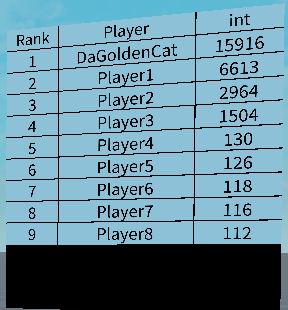 Rank Player int
1 DaGoldenCat 15916
2 Player1 6613
3 Player2 2964
4 Player3 1504
5 Player4 130
6 Player5 126
7 Player6 118
8 Player7 116
9 Player8 112